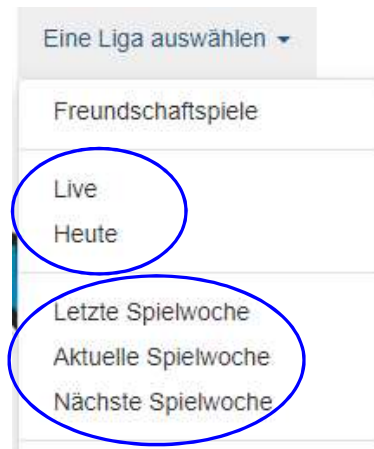 Eine Liga auswählen
Freundschaftspiele
Live
Heute
Letzte Spielwoche
Aktuelle Spielwoche
Nächste Spielwoche